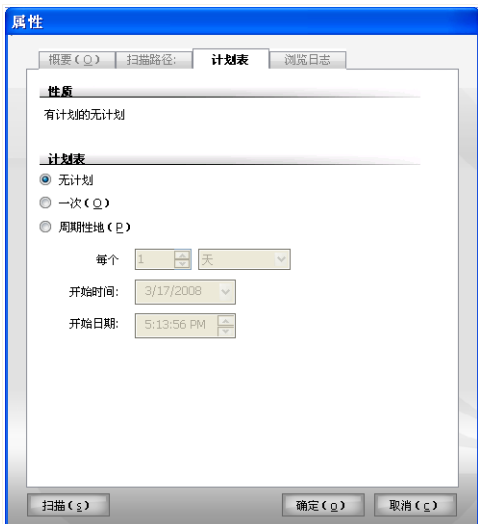 属性
概要(O) 扫描路径: 计划表 浏览日志
性质
有计划的无计划
计划表
无计划
一次(O)
周期性地(P)
每个 1 天
开始时间: 3/17/2008
开始日期: 5:13:56 PM
扫描(s) 确定(o) 取消(c)